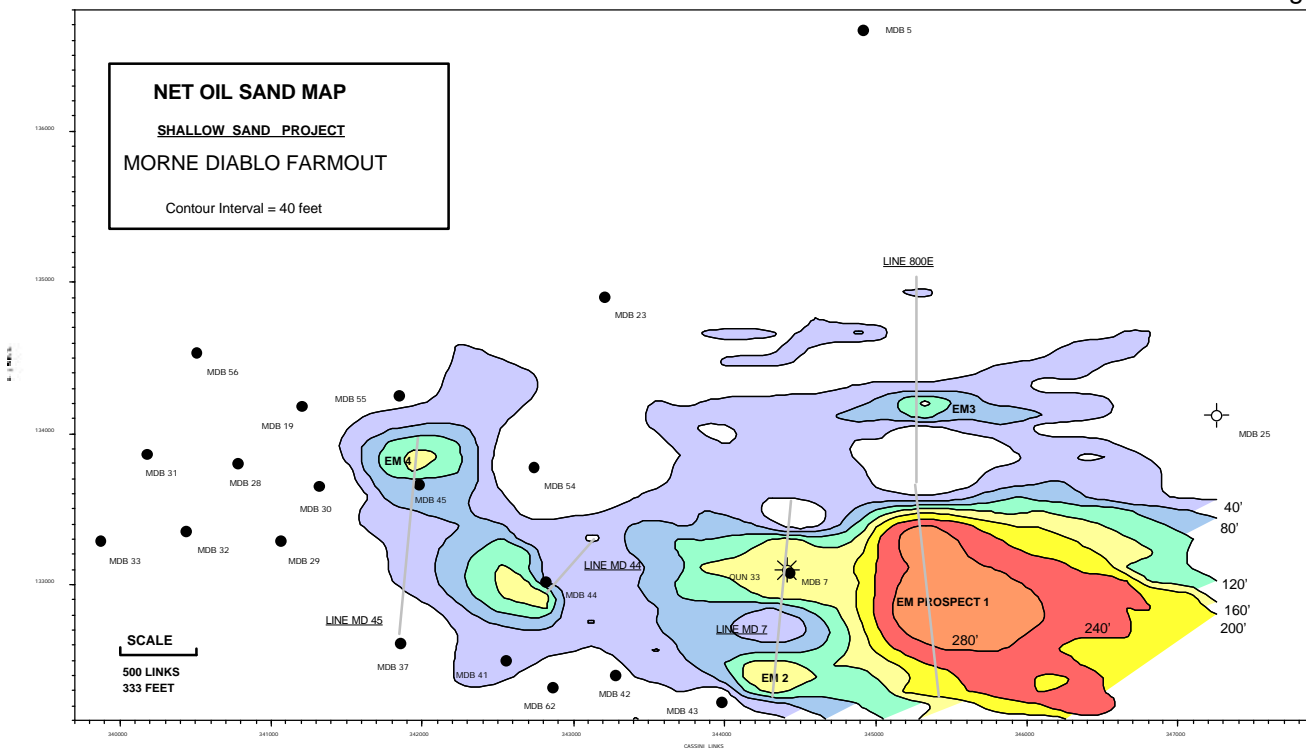 MDB 5
NET OIL SAND MAP
SHALLOW SAND PROJECT
MORNE DIABLO FARMOUT
Contour Interval = 40 feet
136000
135000
134000
133000
LINE 800E
MDB 23
MDB 56
MDB 55
MDB 19
EM3
MDB 25
MDB 31
MDB 28
EM 4
MDB 54
MDB 30
MDB 45
40'
80'
MDB 33
MDB 32
MDB 29
LINE MD 44
QUN 33
MDB 7
MDB 44
120'
EM PROSPECT 1
160'
LINE MD 45
LINE MD 7
240'
200'
SCALE
280'
500 LINKS
333 FEET
MDB 37
MDB 41
EM 2
MDB 62
MDB 42
MDB 43
340000
341000
342000
343000
344000
345000
346000
347000
CASSINI LINKS